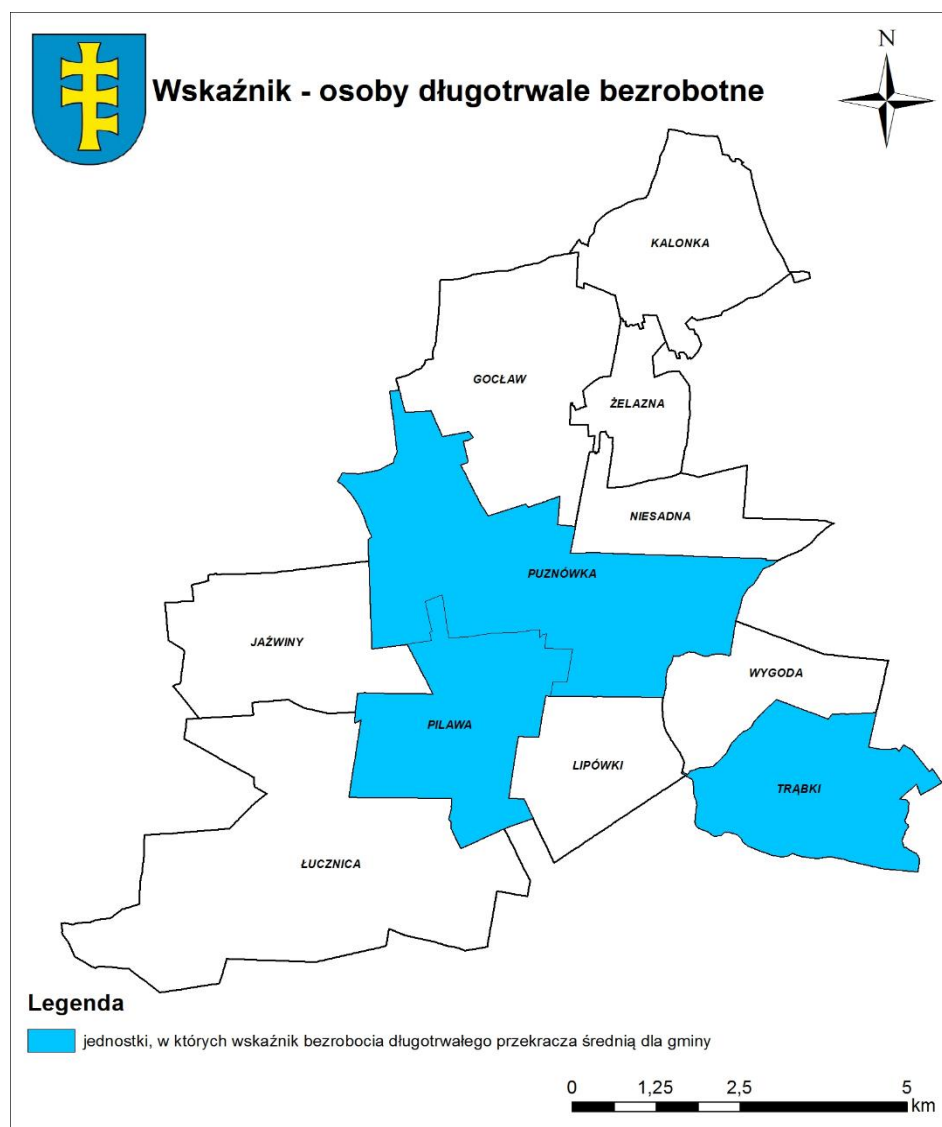 Wskaźnik - osoby długotrwale bezrobotne
N
KALONKA
GOCŁAW
ŻELAZNA
NIESADNA
PUZNÓWKA
JAŹWINY
WYGODA
PILAWA
LIPÓWKI
TRĄBKI
ŁUCZNICA
Legenda
jednostki, w których wskaźnik bezrobocia długotrwałego przekracza średnią dla gminy
0 1,25 2,5 5
km